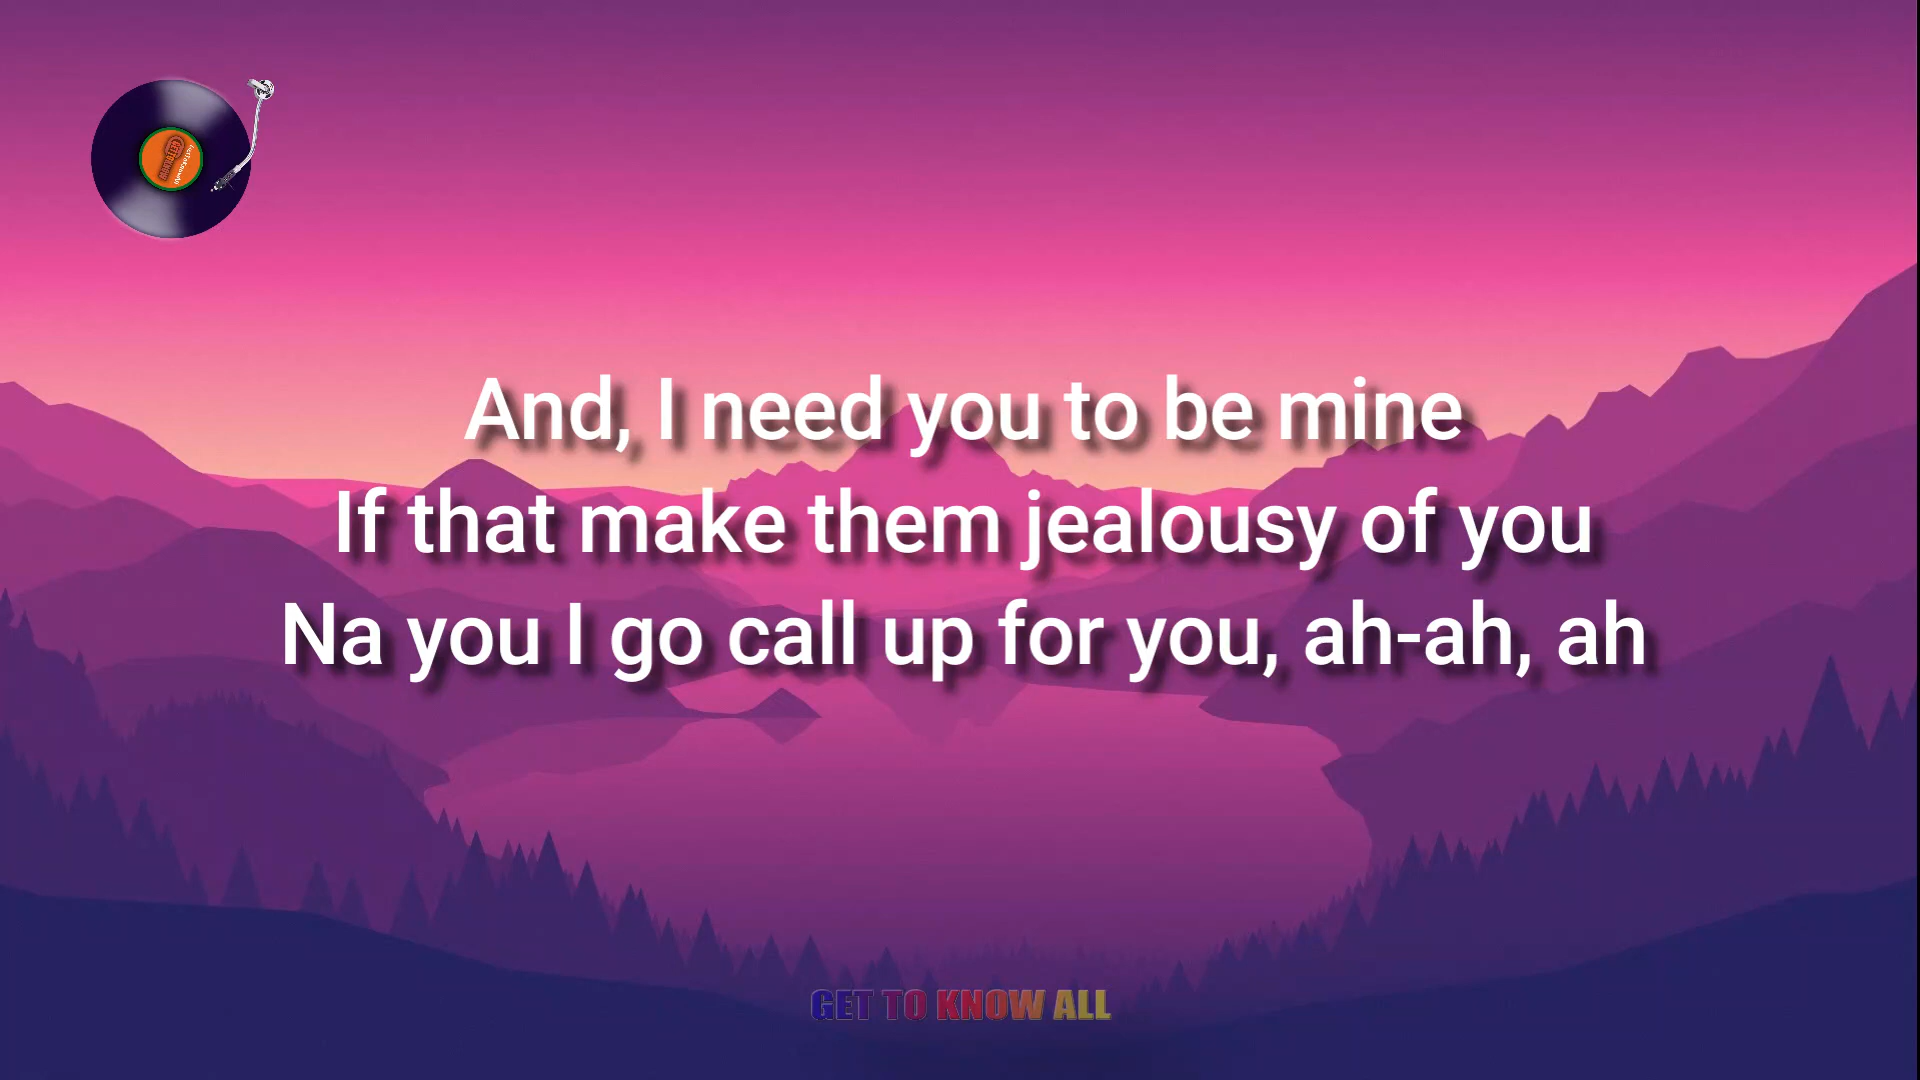 And, I need you to be mine
If that make them jealousy of you
Na you I go call up for you, ah-ah, ah
GET TO KNOW ALL